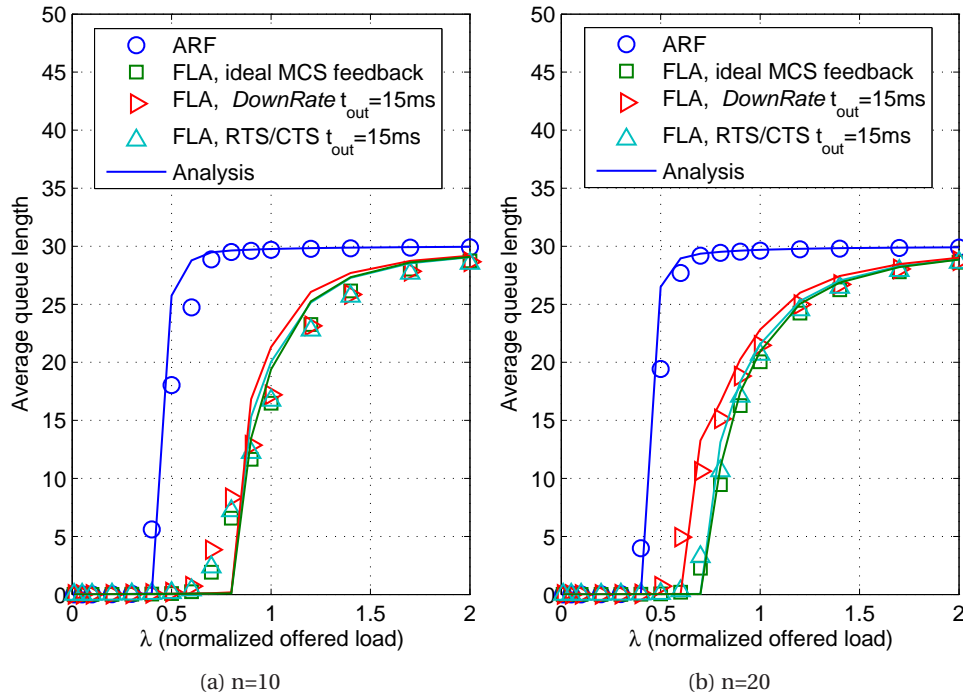 50
45
40
35
30
25
20
15
10
5
0
Average queue length
ARF
FLA, ideal MCS feedback
FLA, DownRate t_out=15ms
FLA, RTS/CTS t_out=15ms
Analysis
0 0.5 1 1.5 2
λ (normalized offered load)
(a) n=10
50
45
40
35
30
25
20
15
10
5
0
Average queue length
ARF
FLA, ideal MCS feedback
FLA, DownRate t_out=15ms
FLA, RTS/CTS t_out=15ms
Analysis
0 0.5 1 1.5 2
λ (normalized offered load)
(b) n=20